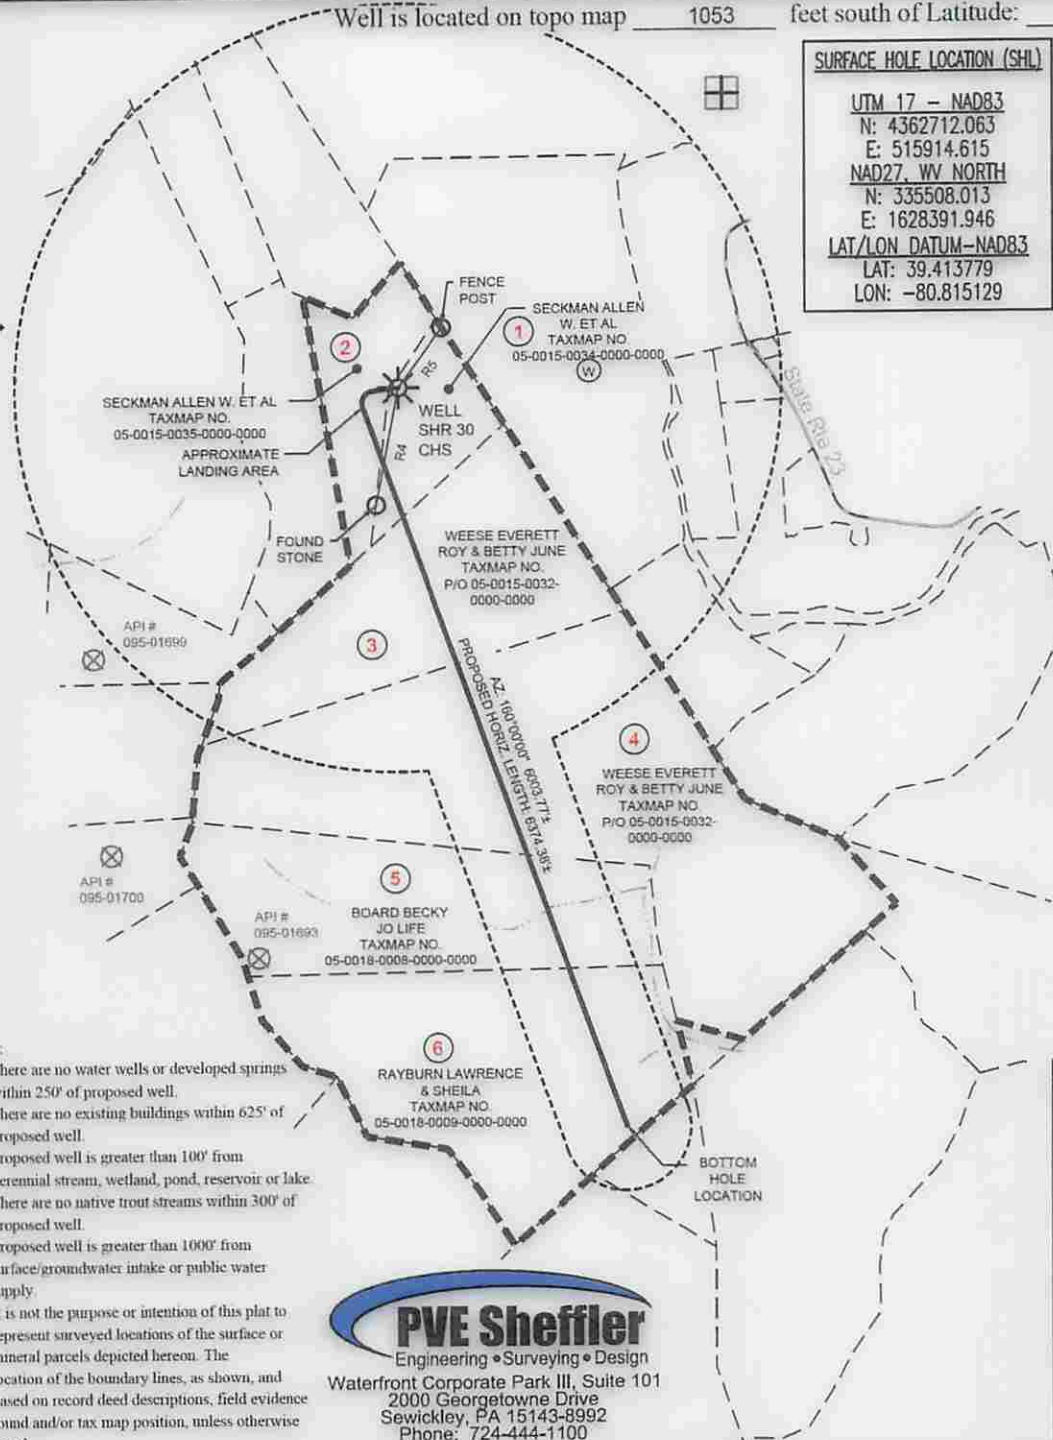 Well is located on topo map 1053 feet south of Latitude:
SURFACE HOLE LOCATION (SHL)
UTM 17 - NAD83
N: 4362712.063
E: 515914.615
NAD27, WV NORTH
N: 335508.013
E: 1628391.946
LAT/LON DATUM-NAD83
LAT: 39.413779
LON: -80.815129
FENCE
POST
1
SECKMAN ALLEN
W. ET AL
TAXMAP NO.
05-0015-0034-0000-0000
W
2
SECKMAN ALLEN W. ET AL
TAXMAP NO.
05-0015-0035-0000-0000
R5
WELL
SHR 30
CHS
R4
APPROXIMATE
LANDING AREA
State Rte 23
FOUND
STONE
WEESE EVERETT
ROY & BETTY JUNE
TAXMAP NO.
P/O 05-0015-0032-
0000-0000
API #
095-01699
3
AZ. 160°00'00" 6003.77'±
PROPOSED HORIZ. LENGTH: 6374.38'±
4
WEESE EVERETT
ROY & BETTY JUNE
TAXMAP NO.
P/O 05-0015-0032-
0000-0000
API #
095-01700
5
BOARD BECKY
JO LIFE
TAXMAP NO.
05-0018-0008-0000-0000
API #
095-01693
6
RAYBURN LAWRENCE
& SHEILA
TAXMAP NO.
05-0018-0009-0000-0000
BOTTOM
HOLE
LOCATION
:
here are no water wells or developed springs
ithin 250' of proposed well.
here are no existing buildings within 625' of
roposed well.
roposed well is greater than 100' from
erennial stream, wetland, pond, reservoir or lake.
here are no native trout streams within 300' of
roposed well.
roposed well is greater than 1000' from
urface/groundwater intake or public water
upply.
t is not the purpose or intention of this plat to
epresent surveyed locations of the surface or
mineral parcels depicted hereon. The
ocation of the boundary lines, as shown, and
ased on record deed descriptions, field evidence
ound and/or tax map position, unless otherwise
PVE Sheffler
Engineering • Surveying • Design
Waterfront Corporate Park III, Suite 101
2000 Georgetowne Drive
Sewickley, PA 15143-8992
Phone: 724-444-1100